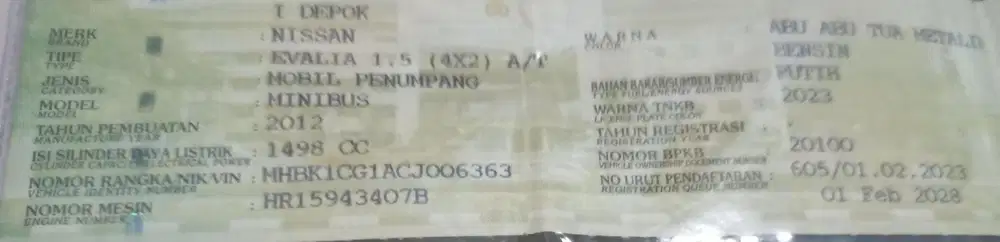 T DEPOK
MERK : NISSAN
BRAND
TIPE : EVALIA 1.5 (4X2) A/T
TYPE
JENIS : MOBIL PENUMPANG
CATEGORY
MODEL : MINIBUS
MODEL
TAHUN PEMBUATAN : 2012
MANUFACTURE YEAR
ISI SILINDER DAYA LISTRIK : 1498 CC
CYLINDER CAPACITY ELECTRICAL POWER
NOMOR RANGKA/NIK/VIN : MHBK1CG1ACJ006363
VEHICLE IDENTITY NUMBER
NOMOR MESIN : HR15943407B
ENGINE NUMBER
WARNA : ABU ABU TUA METALIK
COLOR
BENSIN
BAHAN BAKAR/SUMBER ENERGI : PUTIH
TYPE FUEL/ENERGY SOURCES
WARNA TNKB : 2023
LICENSE PLATE COLOR
TAHUN REGISTRASI :
REGISTRATION YEAR
NOMOR BPKB : 20100
VEHICLE OWNERSHIP DOCUMENT NUMBER
NO URUT PENDAFTARAN : 605/01.02.2023
REGISTRATION QUEUE NUMBER
01 Feb 2028